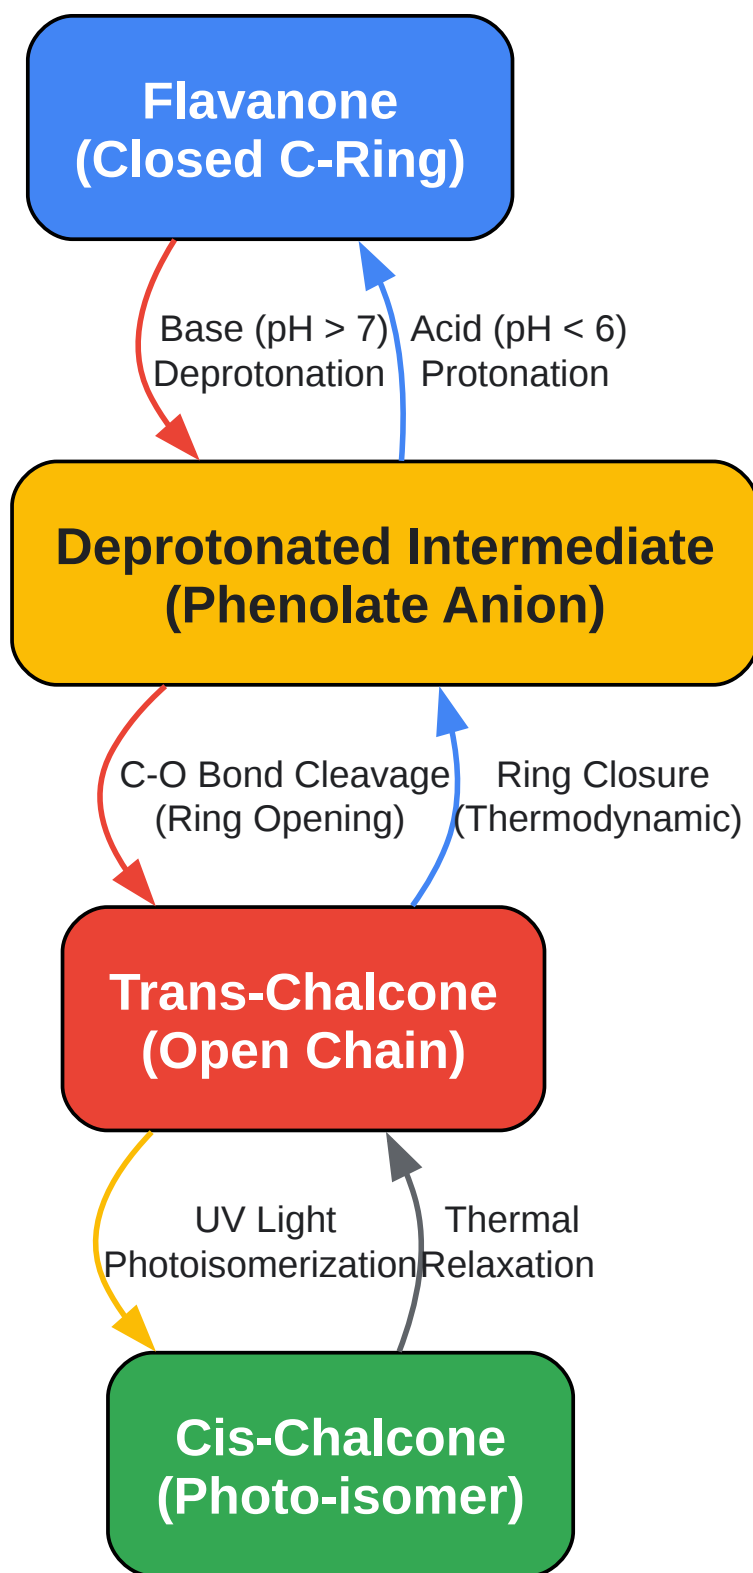 Flavanone
(Closed C-Ring)
Base (pH > 7)
Deprotonation
Acid (pH < 6)
Protonation
Deprotonated Intermediate
(Phenolate Anion)
C-O Bond Cleavage
(Ring Opening)
Ring Closure
(Thermodynamic)
Trans-Chalcone
(Open Chain)
UV Light
Photoisomerization
Thermal
Relaxation
Cis-Chalcone
(Photo-isomer)